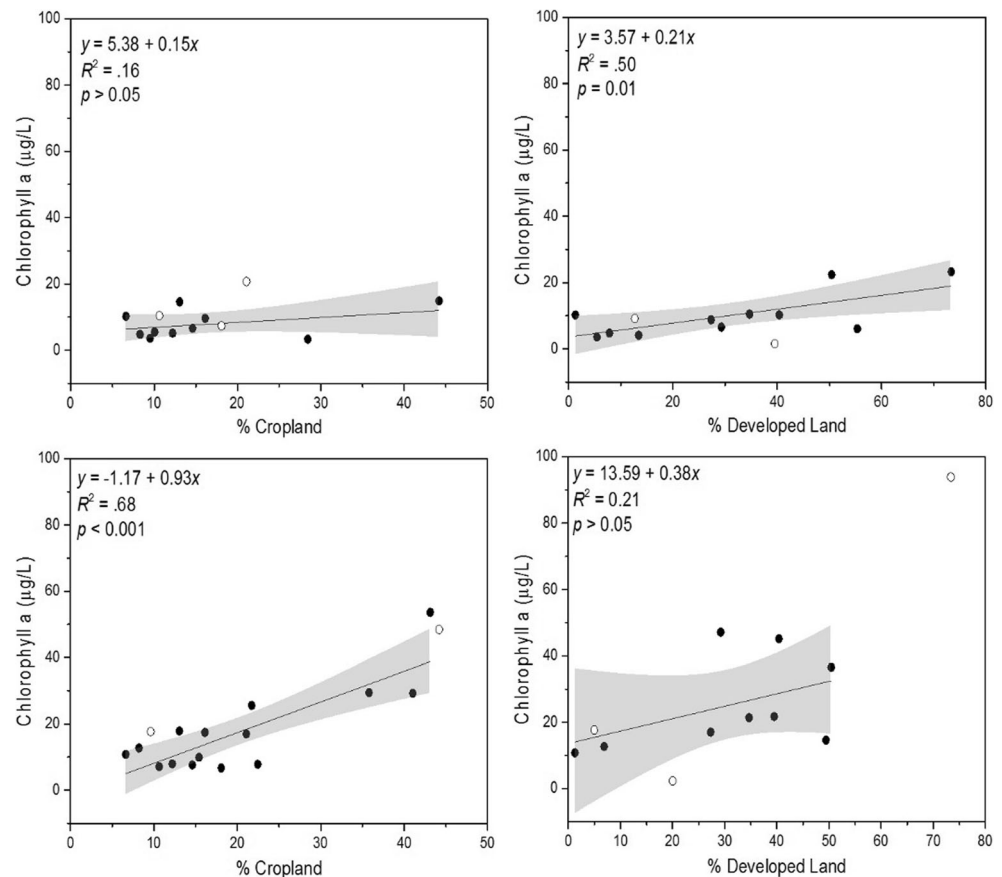 100
80
60
40
20
0
Chlorophyll a (µg/L)
y = 5.38 + 0.15x
R² = .16
p > 0.05
0 10 20 30 40 50
% Cropland
100
80
60
40
20
0
Chlorophyll a (µg/L)
y = 3.57 + 0.21x
R² = .50
p = 0.01
0 20 40 60 80
% Developed Land
100
80
60
40
20
0
Chlorophyll a (µg/L)
y = -1.17 + 0.93x
R² = .68
p < 0.001
0 10 20 30 40 50
% Cropland
100
80
60
40
20
0
Chlorophyll a (µg/L)
y = 13.59 + 0.38x
R² = 0.21
p > 0.05
0 10 20 30 40 50 60 70 80
% Developed Land